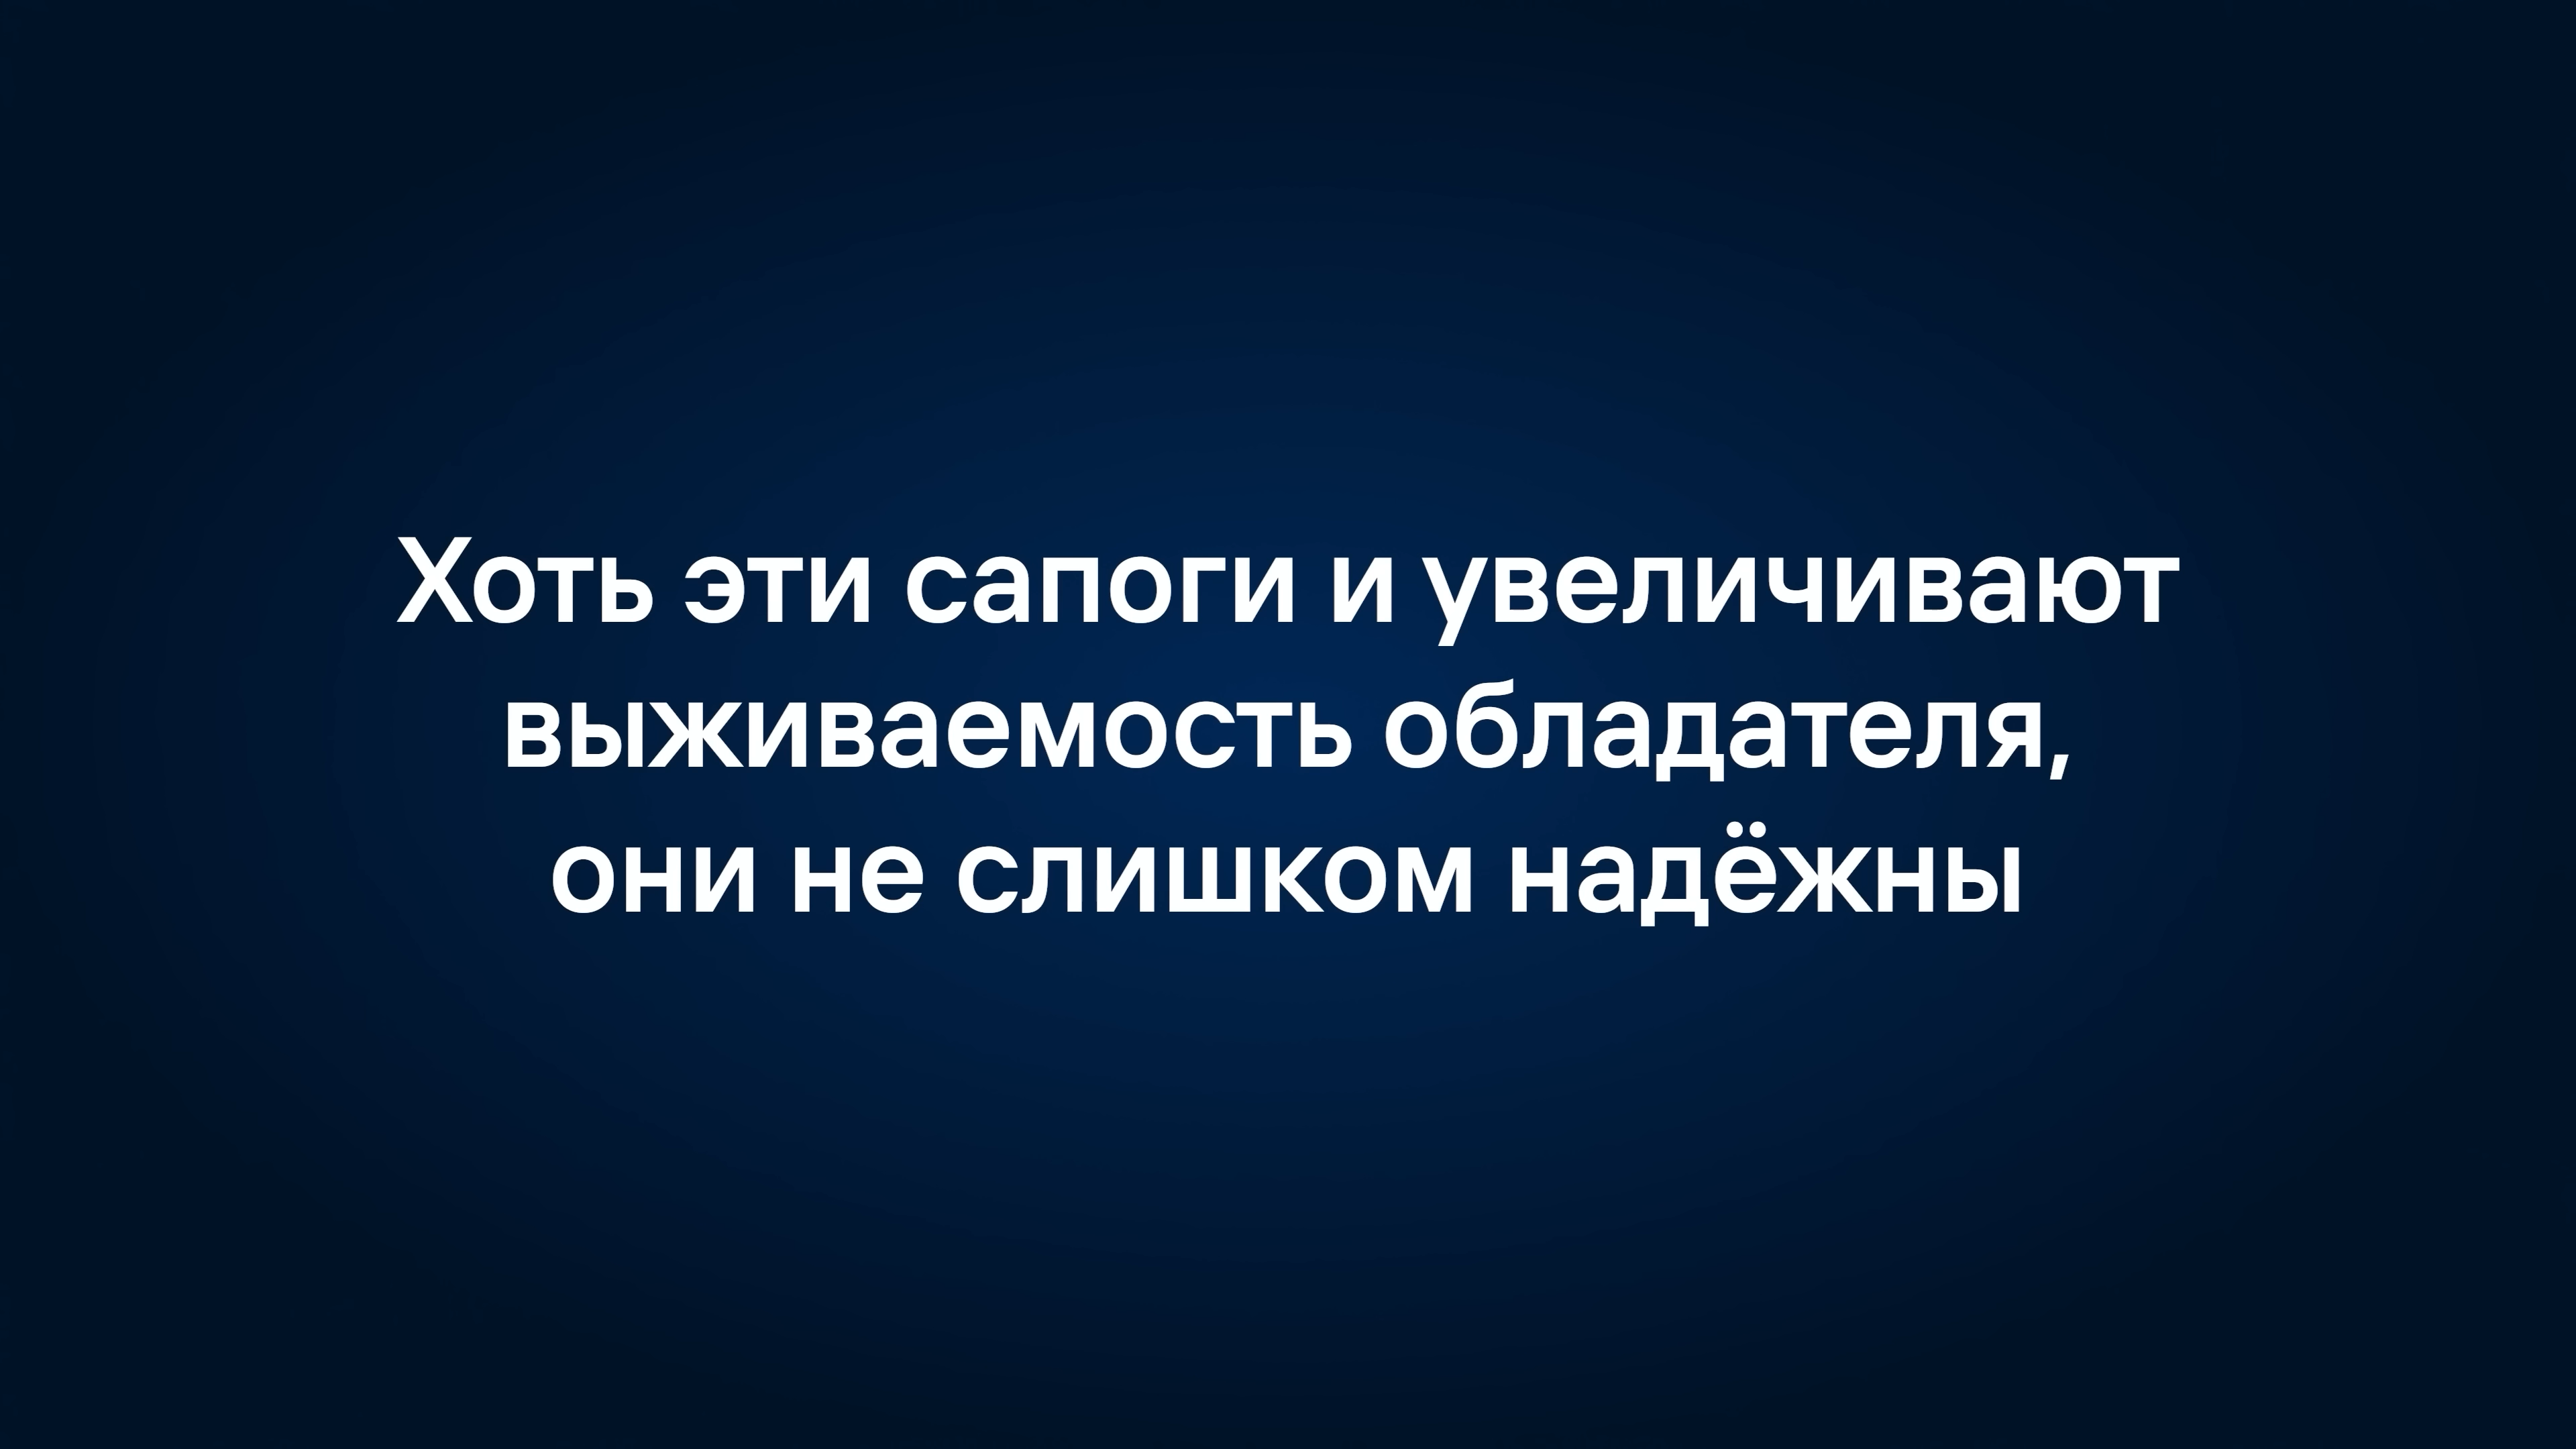 Хоть эти сапоги и увеличивают
выживаемость обладателя,
они не слишком надёжны